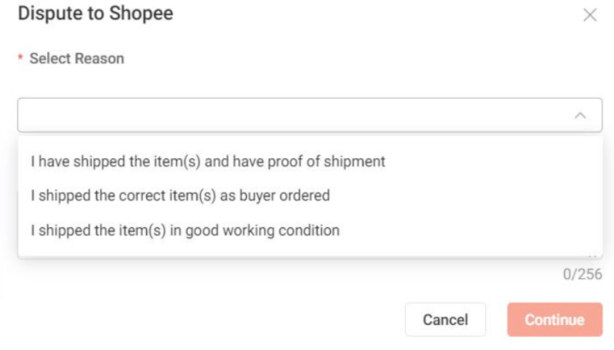 Dispute to Shopee
* Select Reason
I have shipped the item(s) and have proof of shipment
I shipped the correct item(s) as buyer ordered
I shipped the item(s) in good working condition
0/256
Cancel
Continue